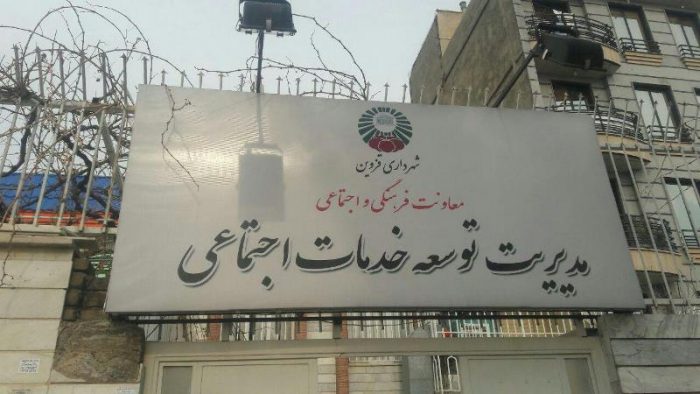 شهرداری قزوین
معاونت فرهنگی و اجتماعی
مدیریت توسعه خدمات اجتماعی